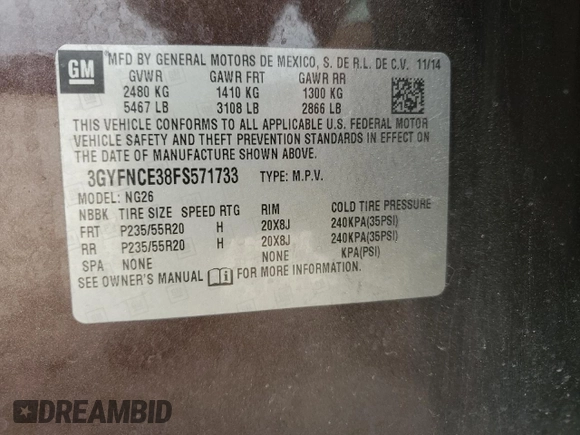 GM
MFD BY GENERAL MOTORS DE MEXICO, S. DE R.L. DE C.V. 11/14
GVWR GAWR FRT GAWR RR
2480 KG 1410 KG 1300 KG
5467 LB 3108 LB 2866 LB
THIS VEHICLE CONFORMS TO ALL APPLICABLE U.S. FEDERAL MOTOR
VEHICLE SAFETY AND THEFT PREVENTION STANDARDS IN EFFECT ON
THE DATE OF MANUFACTURE SHOWN ABOVE.
3GYFNCE38FS571733 TYPE: M.P.V.
MODEL: NG26
NBBK TIRE SIZE SPEED RTG RIM COLD TIRE PRESSURE
FRT P235/55R20 H 20X8J 240KPA(35PSI)
RR P235/55R20 H 20X8J 240KPA(35PSI)
SPA NONE NONE KPA(PSI)
SEE OWNER'S MANUAL FOR MORE INFORMATION.
DREAMBID